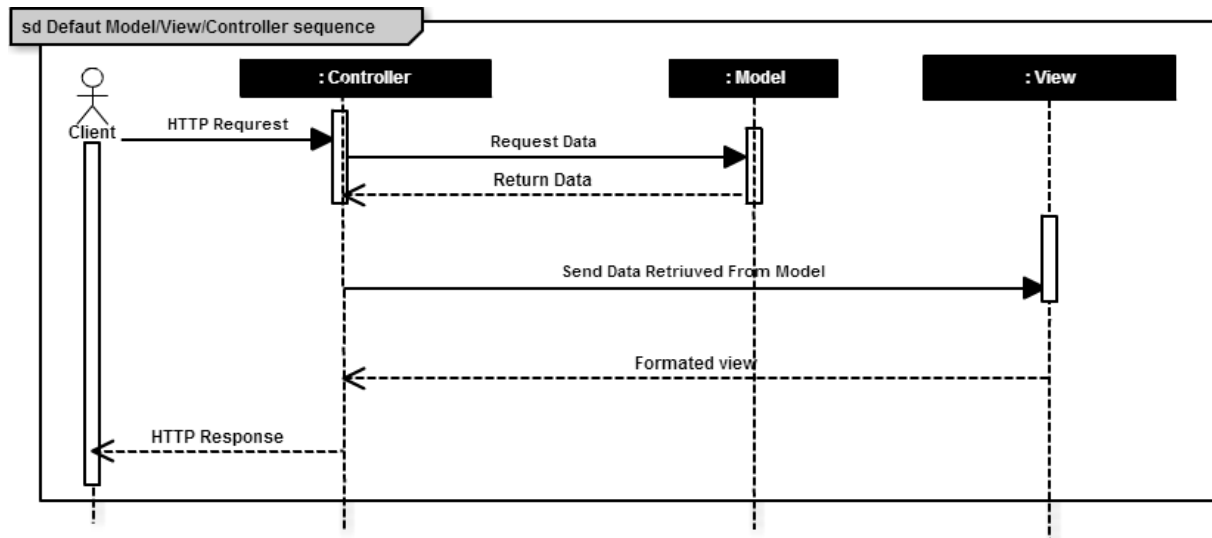 sd Defaut Model/View/Controller sequence
: Controller
: Model
: View
Client
HTTP Requrest
Request Data
Return Data
Send Data Retriuved From Model
Formated view
HTTP Response